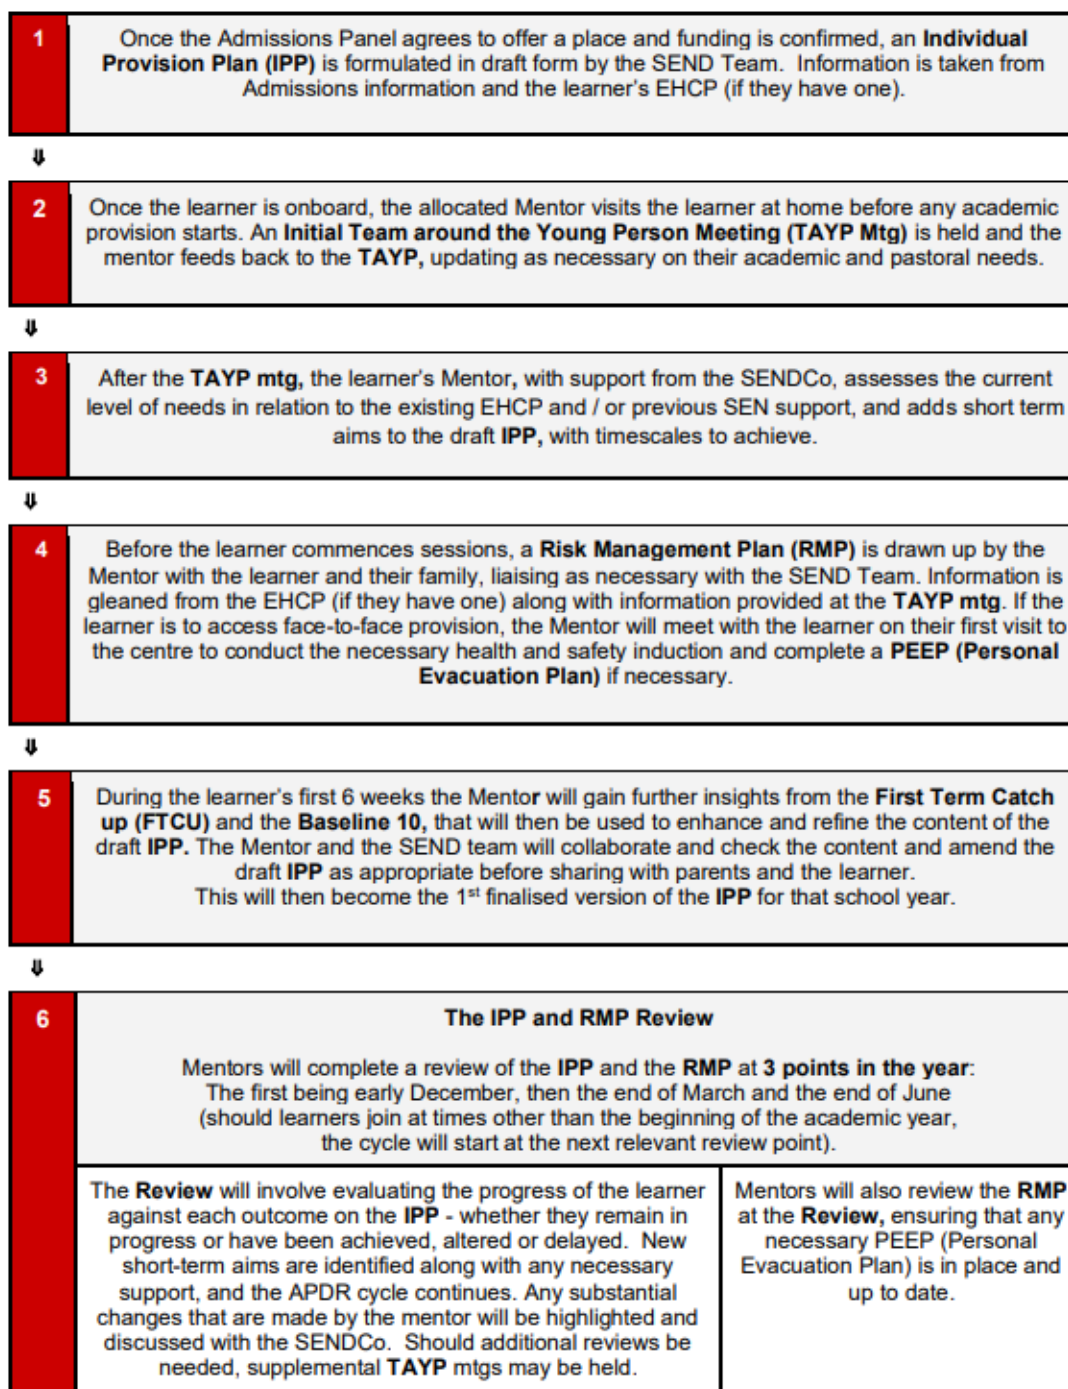 1
Once the Admissions Panel agrees to offer a place and funding is confirmed, an Individual
Provision Plan (IPP) is formulated in draft form by the SEND Team. Information is taken from
Admissions information and the learner's EHCP (if they have one).
⇓
2
Once the learner is onboard, the allocated Mentor visits the learner at home before any academic
provision starts. An Initial Team around the Young Person Meeting (TAYP Mtg) is held and the
mentor feeds back to the TAYP, updating as necessary on their academic and pastoral needs.
⇓
3
After the TAYP mtg, the learner's Mentor, with support from the SENDCo, assesses the current
level of needs in relation to the existing EHCP and / or previous SEN support, and adds short term
aims to the draft IPP, with timescales to achieve.
⇓
4
Before the learner commences sessions, a Risk Management Plan (RMP) is drawn up by the
Mentor with the learner and their family, liaising as necessary with the SEND Team. Information is
gleaned from the EHCP (if they have one) along with information provided at the TAYP mtg. If the
learner is to access face-to-face provision, the Mentor will meet with the learner on their first visit to
the centre to conduct the necessary health and safety induction and complete a PEEP (Personal
Evacuation Plan) if necessary.
⇓
5
During the learner's first 6 weeks the Mentor will gain further insights from the First Term Catch
up (FTCU) and the Baseline 10, that will then be used to enhance and refine the content of the
draft IPP. The Mentor and the SEND team will collaborate and check the content and amend the
draft IPP as appropriate before sharing with parents and the learner.
This will then become the 1st finalised version of the IPP for that school year.
⇓
6
The IPP and RMP Review
Mentors will complete a review of the IPP and the RMP at 3 points in the year:
The first being early December, then the end of March and the end of June
(should learners join at times other than the beginning of the academic year,
the cycle will start at the next relevant review point).
The Review will involve evaluating the progress of the learner
against each outcome on the IPP - whether they remain in
progress or have been achieved, altered or delayed. New
short-term aims are identified along with any necessary
support, and the APDR cycle continues. Any substantial
changes that are made by the mentor will be highlighted and
discussed with the SENDCo. Should additional reviews be
needed, supplemental TAYP mtgs may be held.
Mentors will also review the RMP
at the Review, ensuring that any
necessary PEEP (Personal
Evacuation Plan) is in place and
up to date.